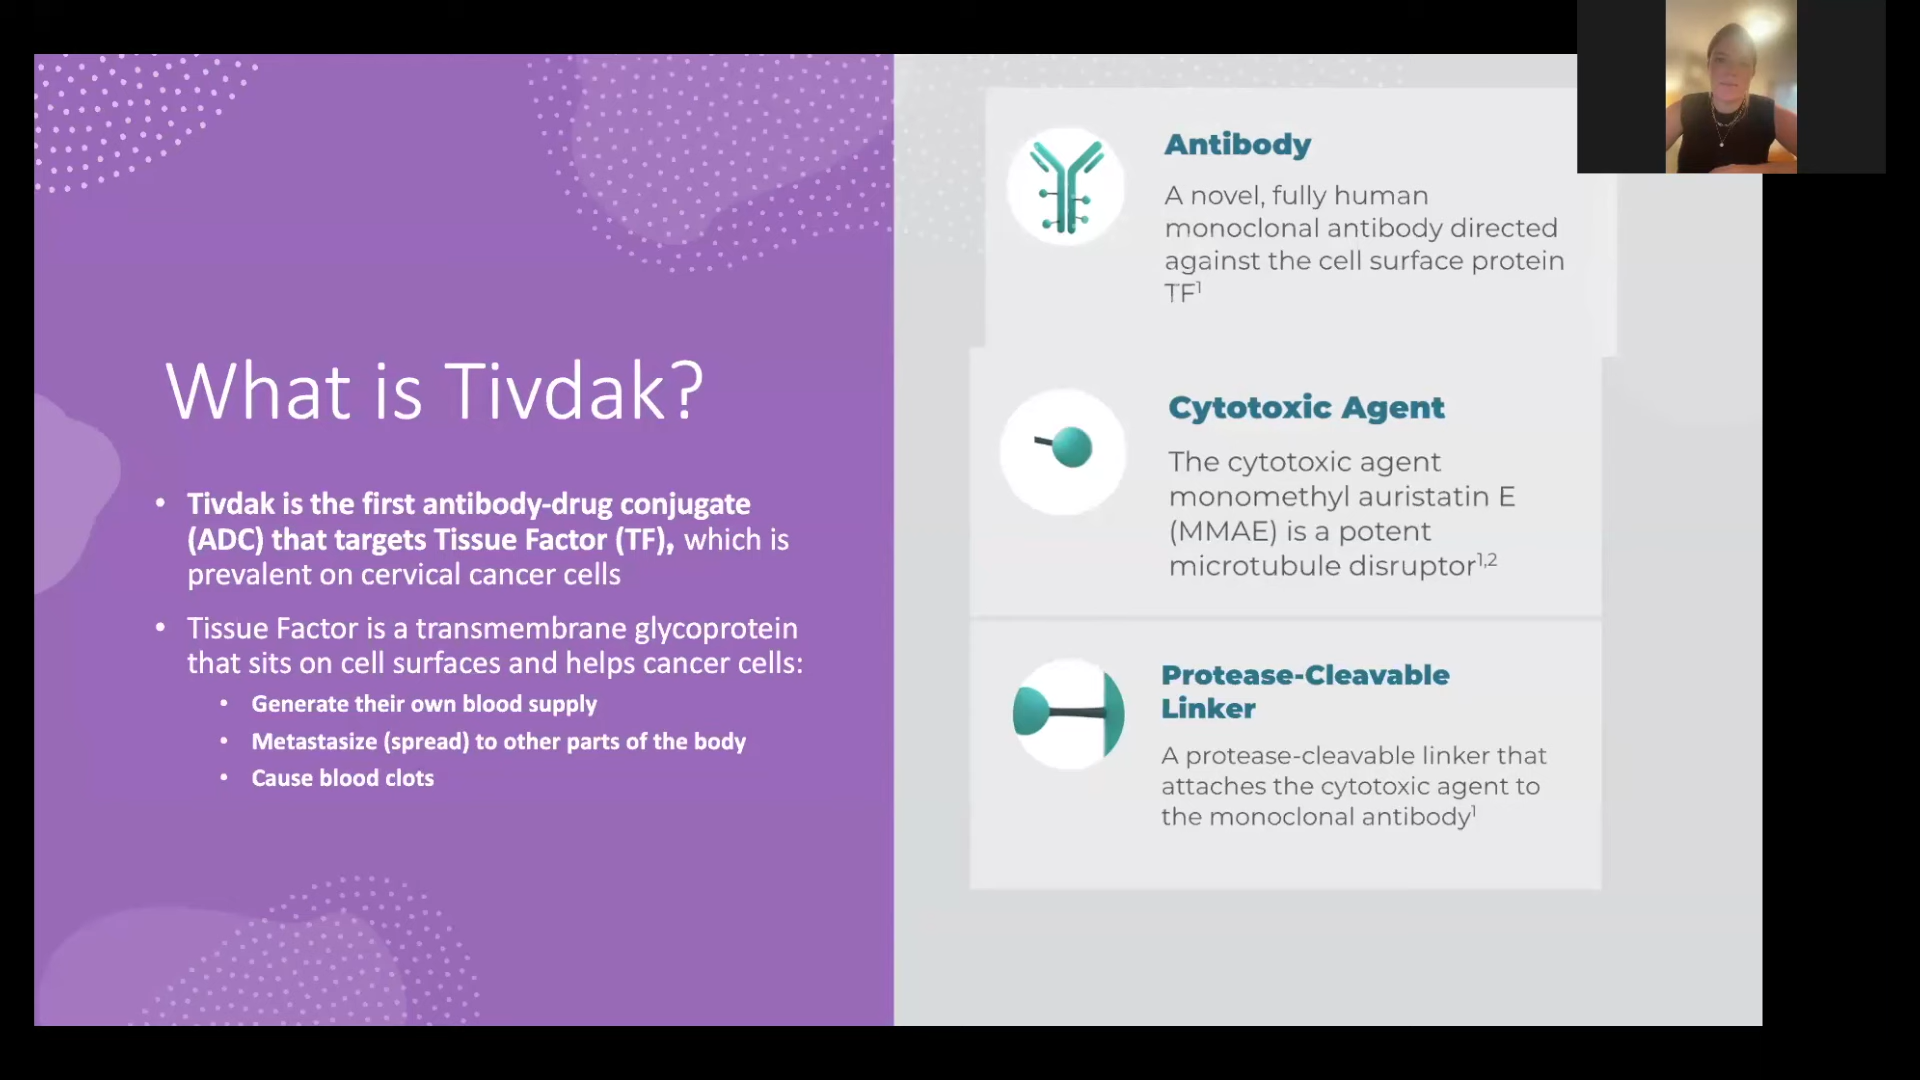 What is Tivdak?
• Tivdak is the first antibody-drug conjugate
(ADC) that targets Tissue Factor (TF), which is
prevalent on cervical cancer cells
• Tissue Factor is a transmembrane glycoprotein
that sits on cell surfaces and helps cancer cells:
• Generate their own blood supply
• Metastasize (spread) to other parts of the body
• Cause blood clots
Antibody
A novel, fully human
monoclonal antibody directed
against the cell surface protein
TF¹
Cytotoxic Agent
The cytotoxic agent
monomethyl auristatin E
(MMAE) is a potent
microtubule disruptor¹,²
Protease-Cleavable
Linker
A protease-cleavable linker that
attaches the cytotoxic agent to
the monoclonal antibody¹